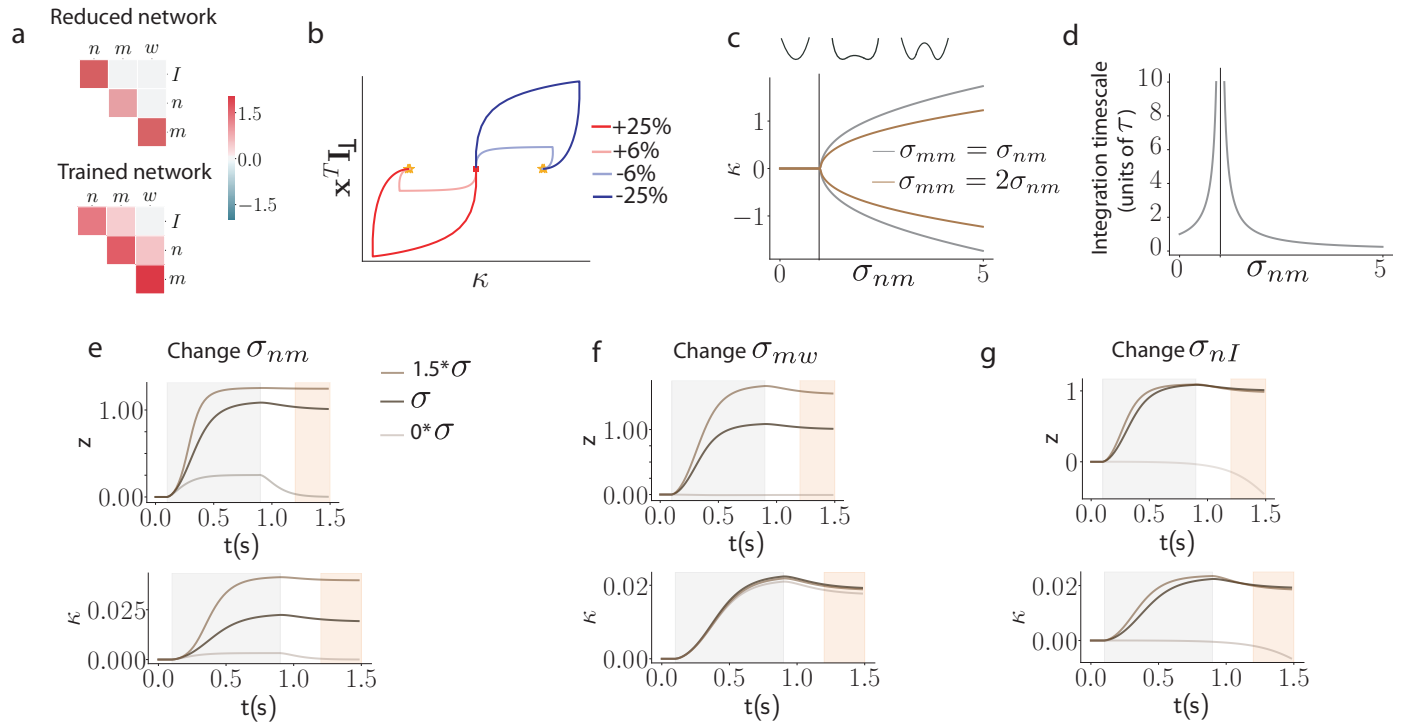 a
Reduced network
n m w
I
n
m
1.5
0.0
−1.5
Trained network
n m w
I
n
m
b
x^T I_⊥
κ
+25%
+6%
-6%
-25%
c
κ
1
0
−1
σ_mm = σ_nm
σ_mm = 2σ_nm
0 5
σ_nm
d
Integration timescale
(units of τ)
10
8
6
4
2
0
0 5
σ_nm
e
Change σ_nm
z
1.00
0.00
0.0 0.5 1.0 1.5
t(s)
1.5*σ
σ
0*σ
κ
0.025
0.000
0.0 0.5 1.0 1.5
t(s)
f
Change σ_mw
z
1.00
0.00
0.0 0.5 1.0 1.5
t(s)
κ
0.02
0.00
0.0 0.5 1.0 1.5
t(s)
g
Change σ_nI
z
1
0
0.0 0.5 1.0 1.5
t(s)
κ
0.02
0.00
0.0 0.5 1.0 1.5
t(s)